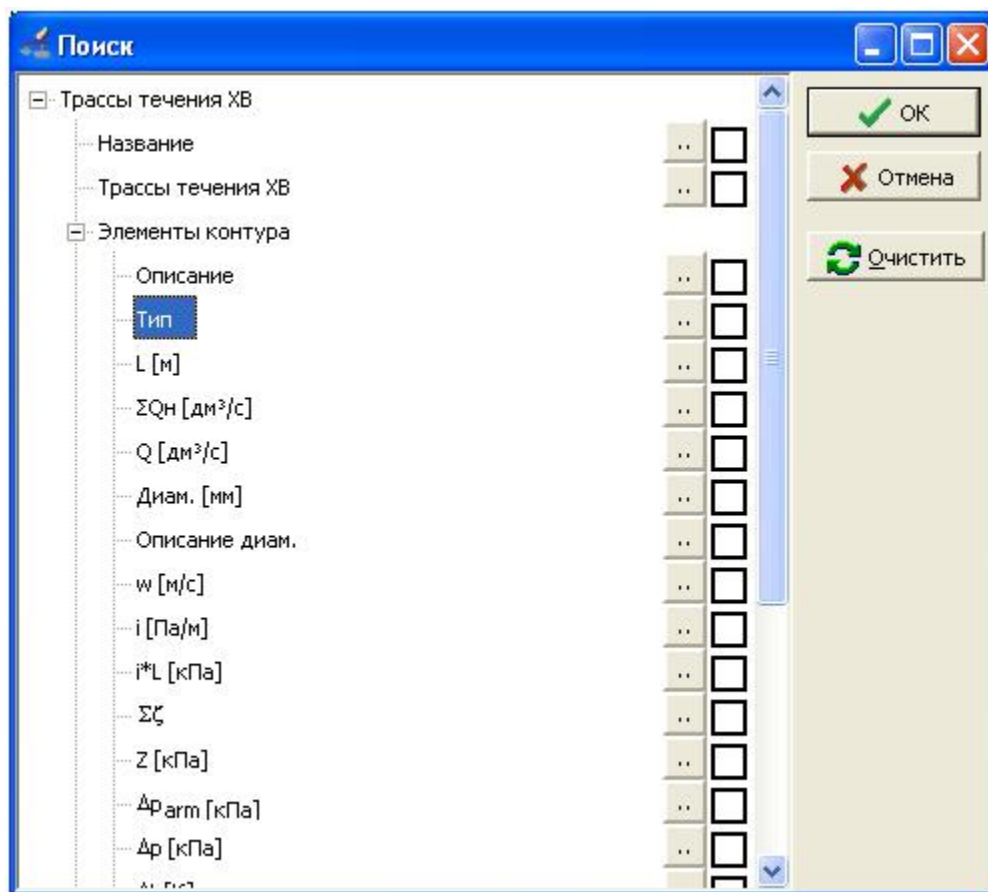 Поиск
Трассы течения ХВ
Название
Трассы течения ХВ
Элементы контура
Описание
Тип
L [м]
ΣQн [дм³/с]
Q [дм³/с]
Диам. [мм]
Описание диам.
w [м/с]
i [Па/м]
i*L [кПа]
Σζ
Z [кПа]
Δparm [кПа]
Δp [кПа]
OK
Отмена
Очистить